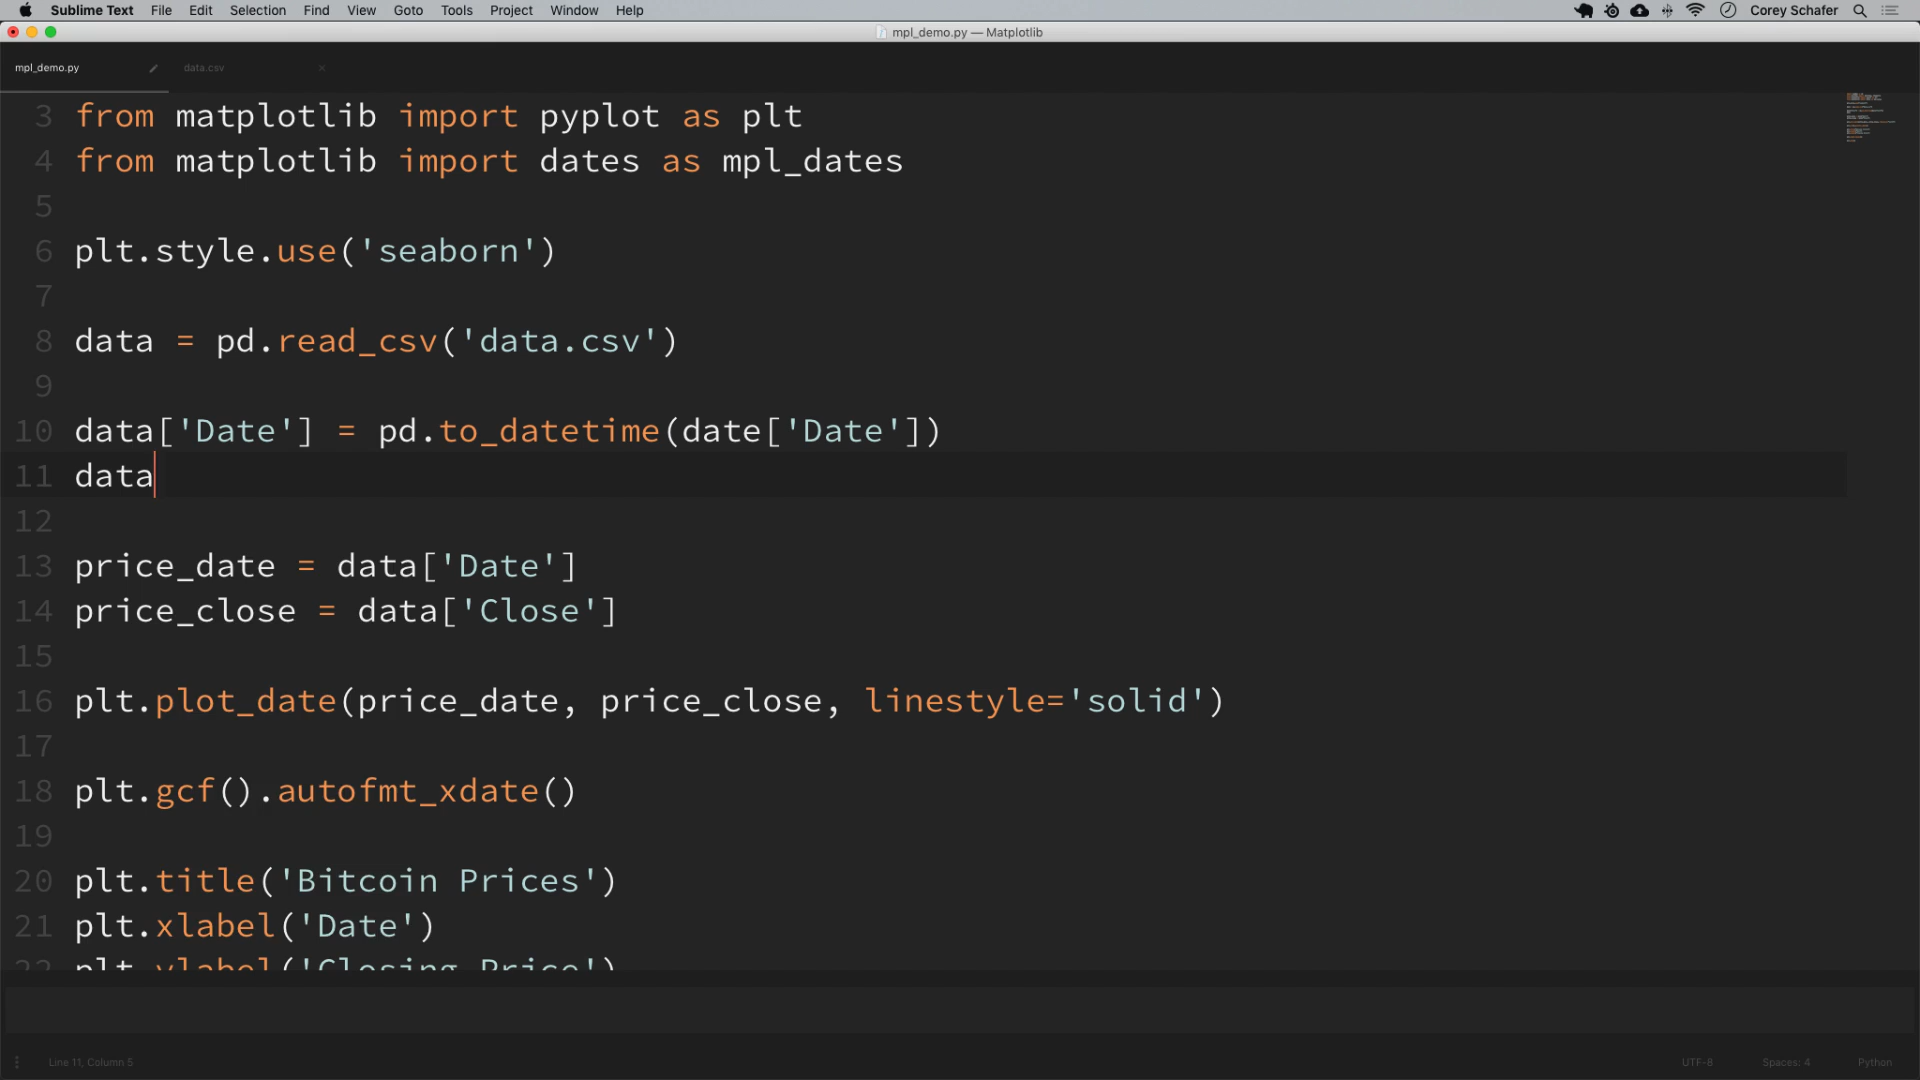 Sublime Text File Edit Selection Find View Goto Tools Project Window Help Corey Schafer
mpl_demo.py — Matplotlib
mpl_demo.py data.csv
3 from matplotlib import pyplot as plt
4 from matplotlib import dates as mpl_dates
5
6 plt.style.use('seaborn')
7
8 data = pd.read_csv('data.csv')
9
10 data['Date'] = pd.to_datetime(date['Date'])
11 data
12
13 price_date = data['Date']
14 price_close = data['Close']
15
16 plt.plot_date(price_date, price_close, linestyle='solid')
17
18 plt.gcf().autofmt_xdate()
19
20 plt.title('Bitcoin Prices')
21 plt.xlabel('Date')
22 plt.ylabel('Closing Price')
Line 11, Column 5 UTF-8 Spaces: 4 Python